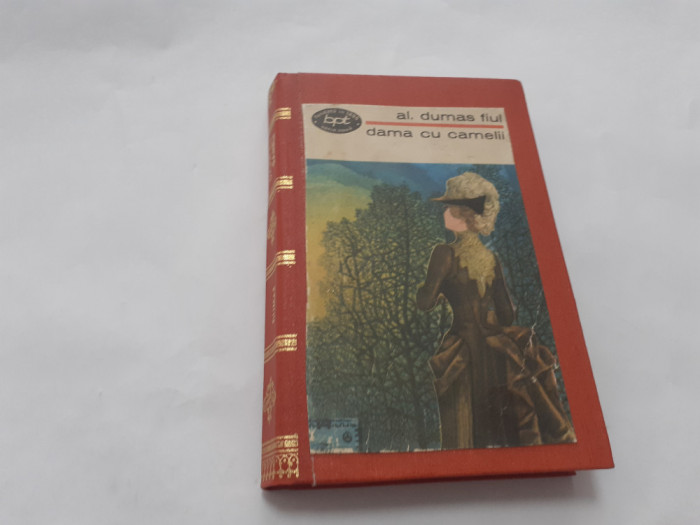 bpt
al. dumas fiul
dama cu camelii